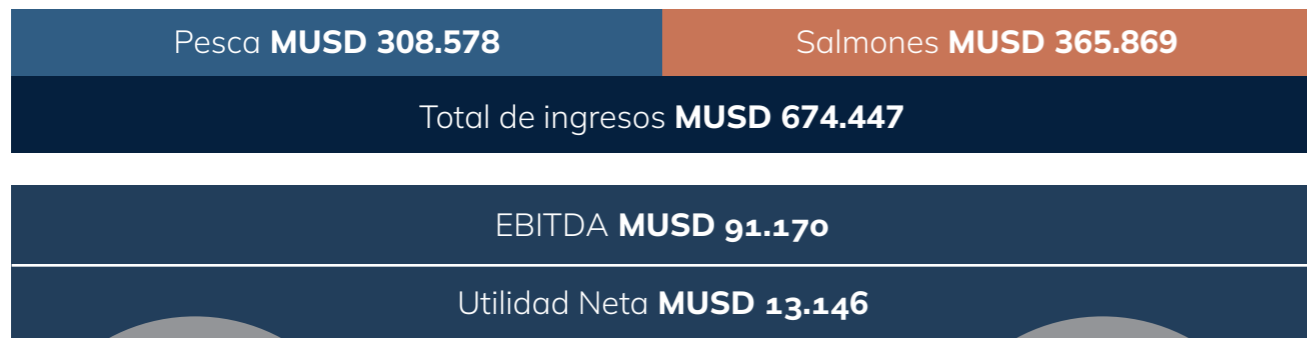 Pesca MUSD 308.578
Salmones MUSD 365.869
Total de ingresos MUSD 674.447
EBITDA MUSD 91.170
Utilidad Neta MUSD 13.146